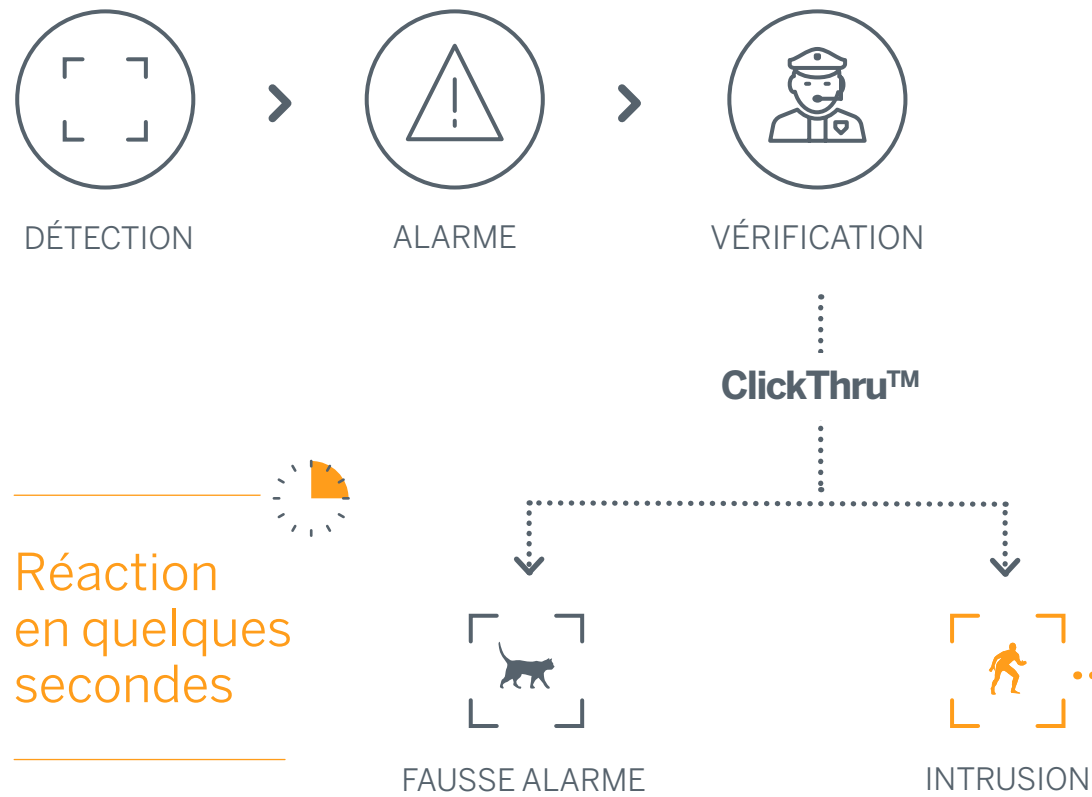 DÉTECTION
ALARME
VÉRIFICATION
ClickThru™
Réaction
en quelques
secondes
FAUSSE ALARME
INTRUSION